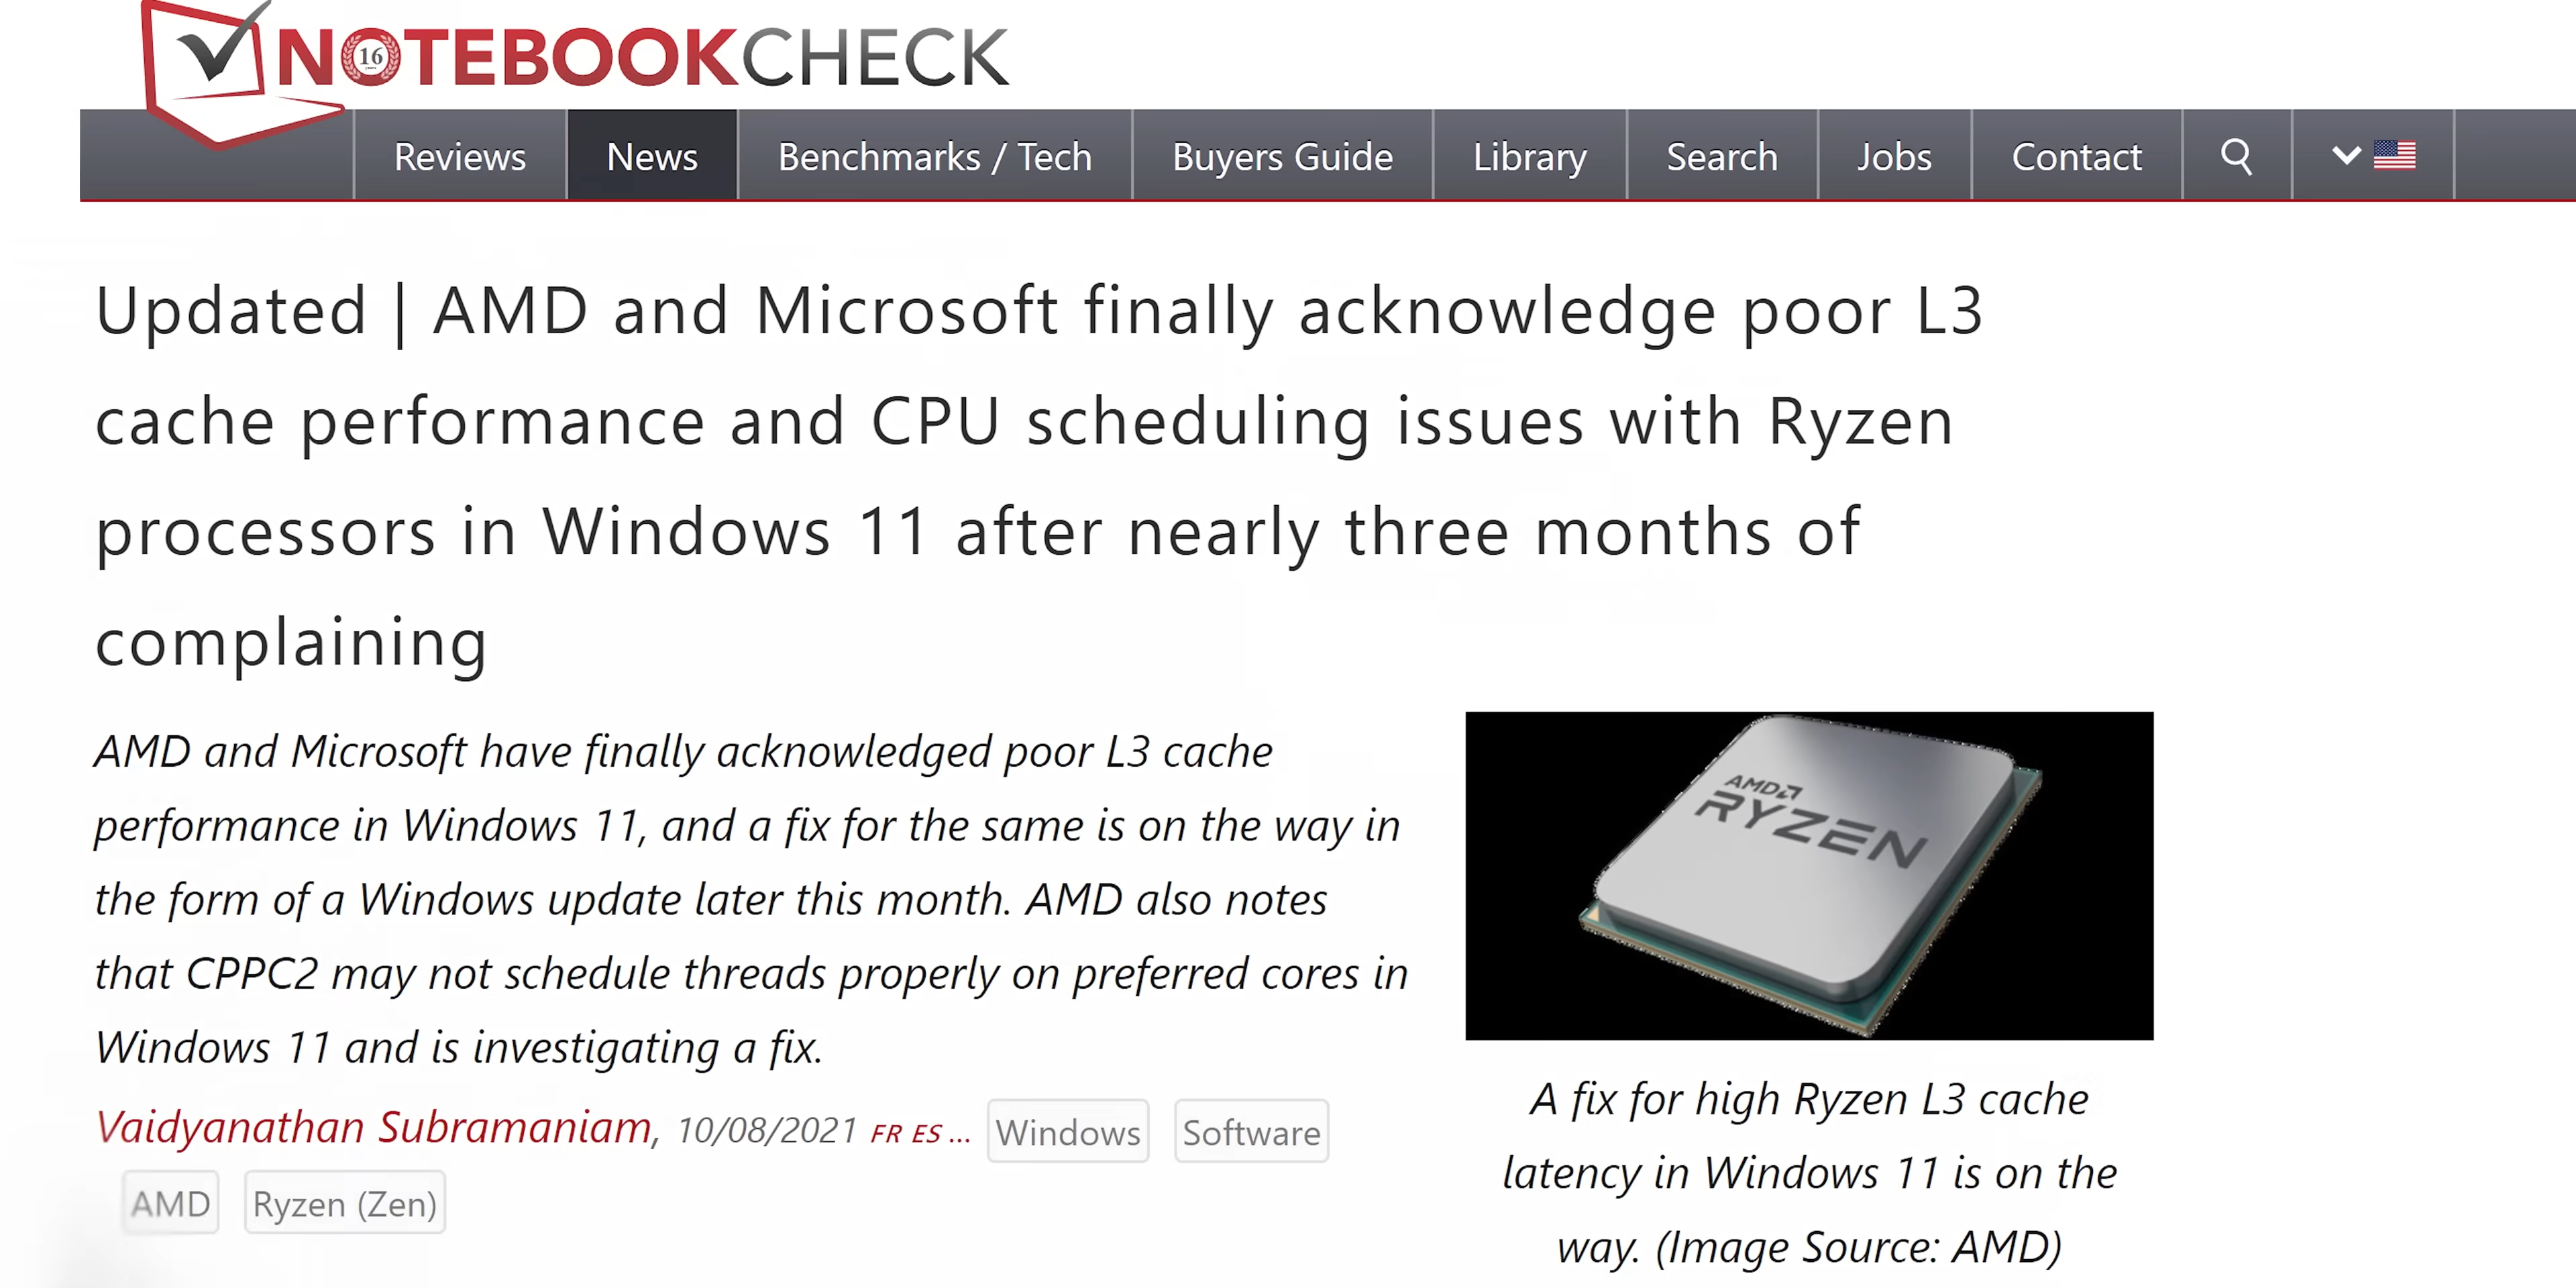 NOTEBOOKCHECK
16
Reviews News Benchmarks / Tech Buyers Guide Library Search Jobs Contact
Updated | AMD and Microsoft finally acknowledge poor L3
cache performance and CPU scheduling issues with Ryzen
processors in Windows 11 after nearly three months of
complaining
AMD and Microsoft have finally acknowledged poor L3 cache
performance in Windows 11, and a fix for the same is on the way in
the form of a Windows update later this month. AMD also notes
that CPPC2 may not schedule threads properly on preferred cores in
Windows 11 and is investigating a fix.
Vaidyanathan Subramaniam, 10/08/2021 FR ES ... Windows Software
AMD Ryzen (Zen)
AMD
RYZEN
A fix for high Ryzen L3 cache
latency in Windows 11 is on the
way. (Image Source: AMD)